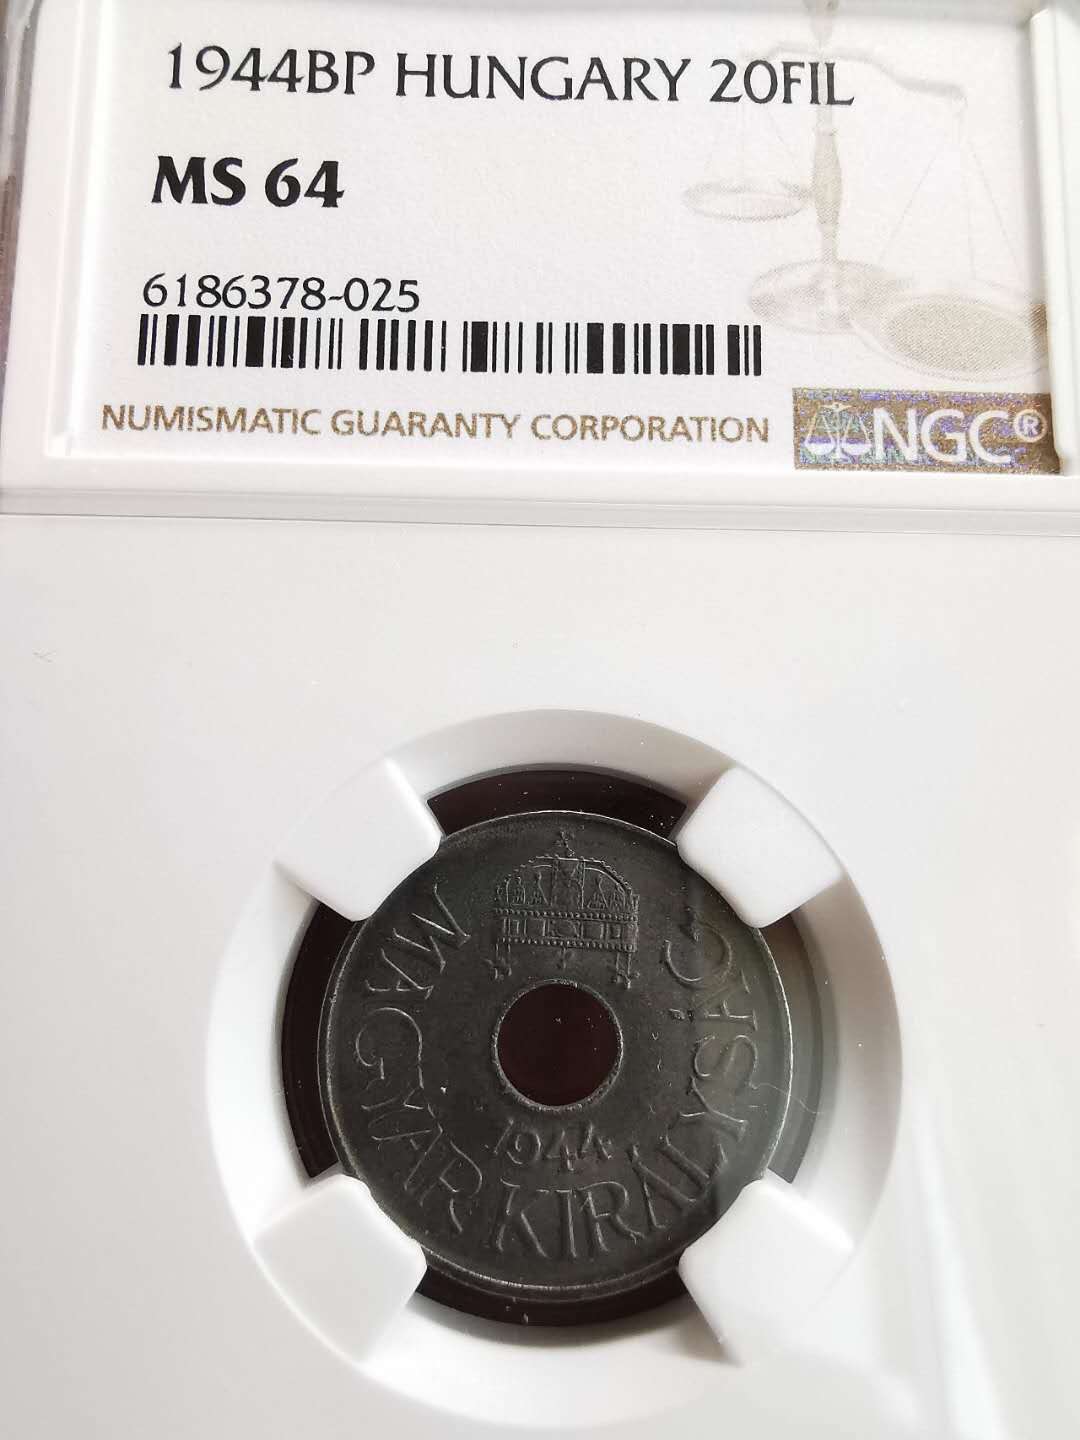 1944BP HUNGARY 20FIL
MS 64
6186378-025
NUMISMATIC GUARANTY CORPORATION
NGC®
MAGYAR KIRÁLYSÁG
1944